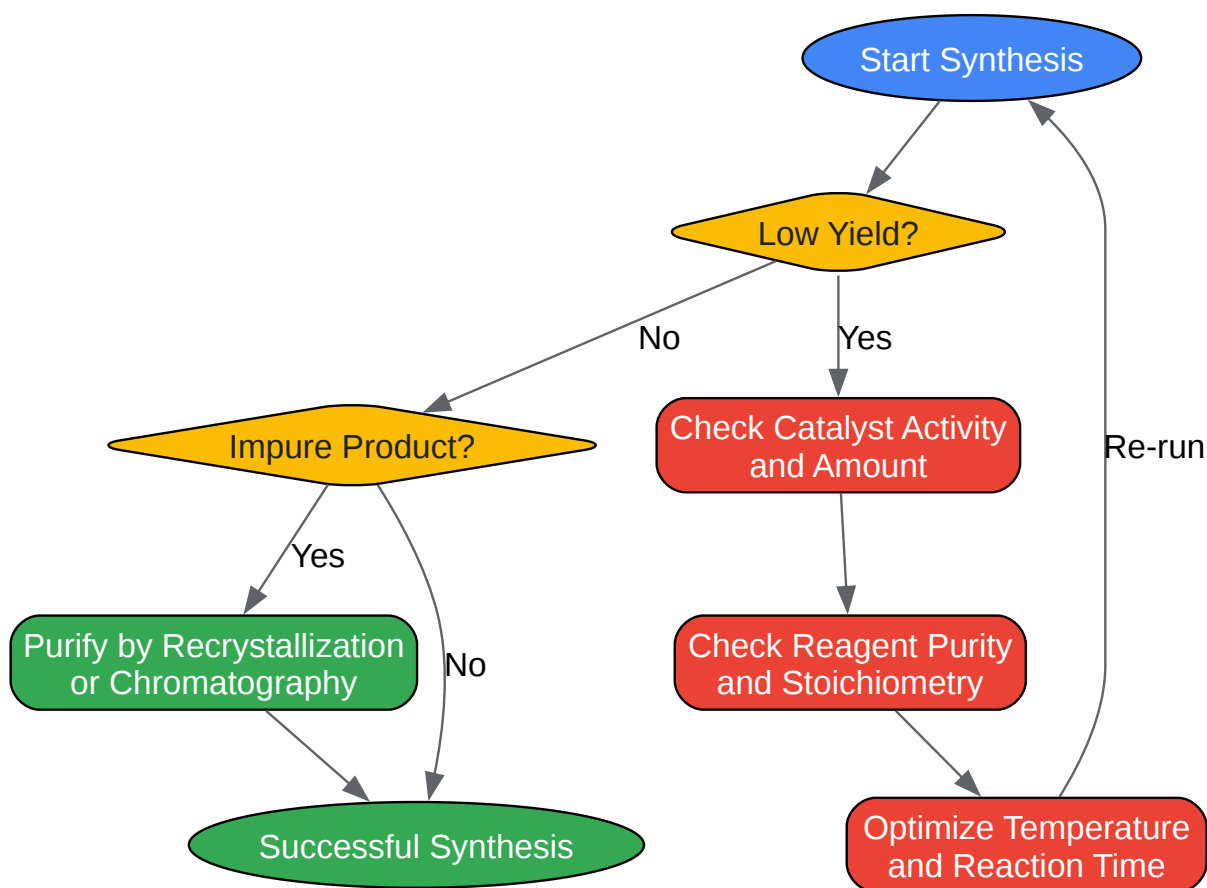 Start Synthesis
Low Yield?
No
Yes
Check Catalyst Activity
and Amount
Impure Product?
Re-run
Yes
Purify by Recrystallization
or Chromatography
No
Check Reagent Purity
and Stoichiometry
Successful Synthesis
Optimize Temperature
and Reaction Time